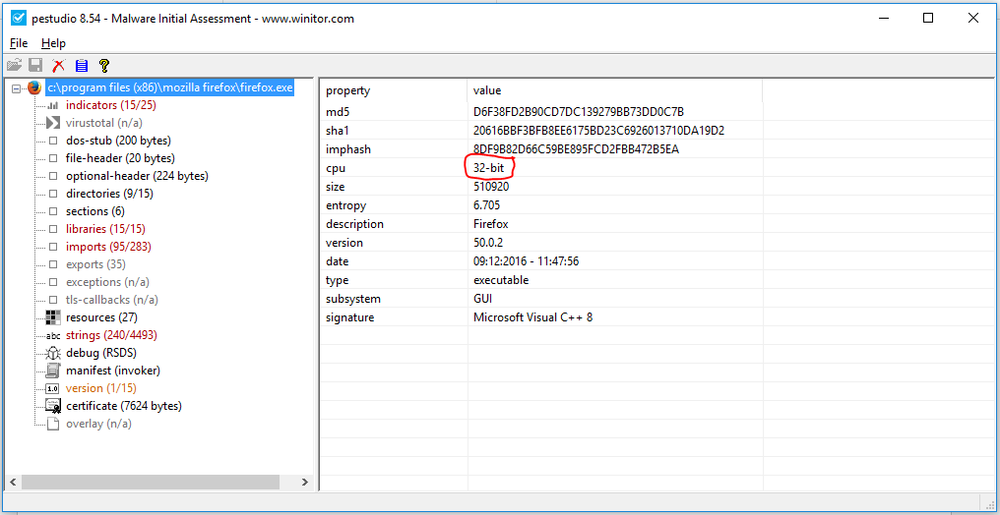 pestudio 8.54 - Malware Initial Assessment - www.winitor.com
File Help
c:\program files (x86)\mozilla firefox\firefox.exe
indicators (15/25)
virustotal (n/a)
dos-stub (200 bytes)
file-header (20 bytes)
optional-header (224 bytes)
directories (9/15)
sections (6)
libraries (15/15)
imports (95/283)
exports (35)
exceptions (n/a)
tls-callbacks (n/a)
resources (27)
abc strings (240/4493)
debug (RSDS)
manifest (invoker)
1.0 version (1/15)
certificate (7624 bytes)
overlay (n/a)
property value
md5 D6F38FD2B90CD7DC139279BB73DD0C7B
sha1 20616BBF3BFB8EE6175BD23C6926013710DA19D2
imphash 8DF9B82D66C59BE895FCD2FBB472B5EA
cpu 32-bit
size 510920
entropy 6.705
description Firefox
version 50.0.2
date 09:12:2016 - 11:47:56
type executable
subsystem GUI
signature Microsoft Visual C++ 8